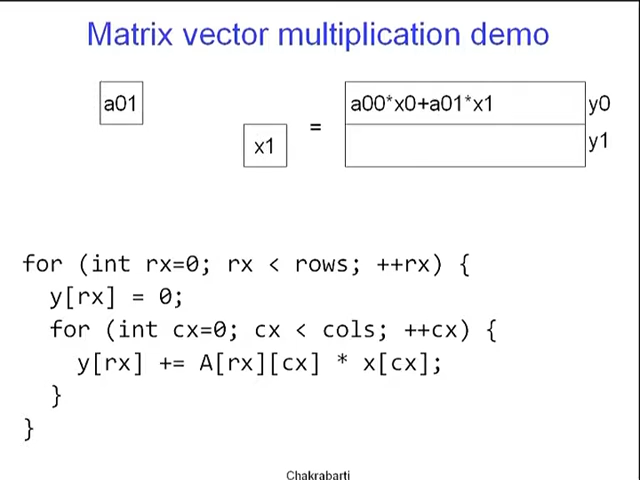 Matrix vector multiplication demo
a01
a00*x0+a01*x1 y0
x1 = y1
for (int rx=0; rx < rows; ++rx) {
y[rx] = 0;
for (int cx=0; cx < cols; ++cx) {
y[rx] += A[rx][cx] * x[cx];
}
}
Chakrabarti